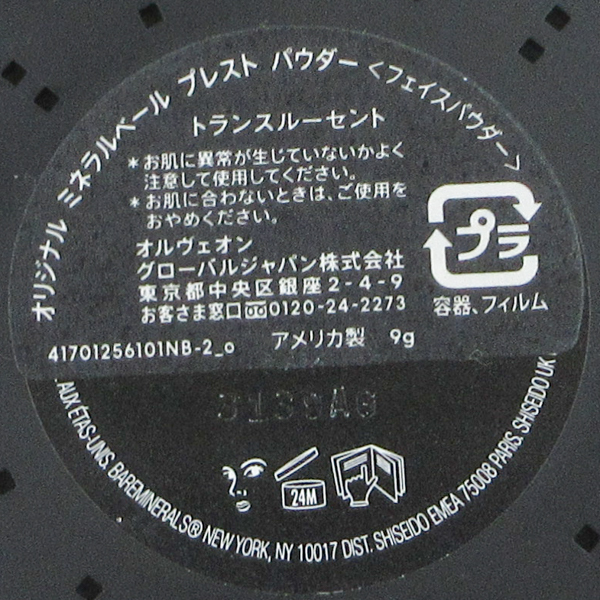 オリジナル ミネラルベール プレスト パウダー <フェイスパウダー>
トランスルーセント
*お肌に異常が生じていないかよく
注意して使用してください。
*お肌に合わないときは、ご使用を
おやめください。
オルヴェオン
グローバルジャパン株式会社
東京都中央区銀座2-4-9
お客さま窓口 0120-24-2273
プラ
容器、フィルム
41701256101NB-2_o アメリカ製 9g
24M
AUX ÉTAS-UNIS. BAREMINERALS® NEW YORK, NY 10017 DIST. SHISEIDO EMEA 75008 PARIS. SHISEIDO UK